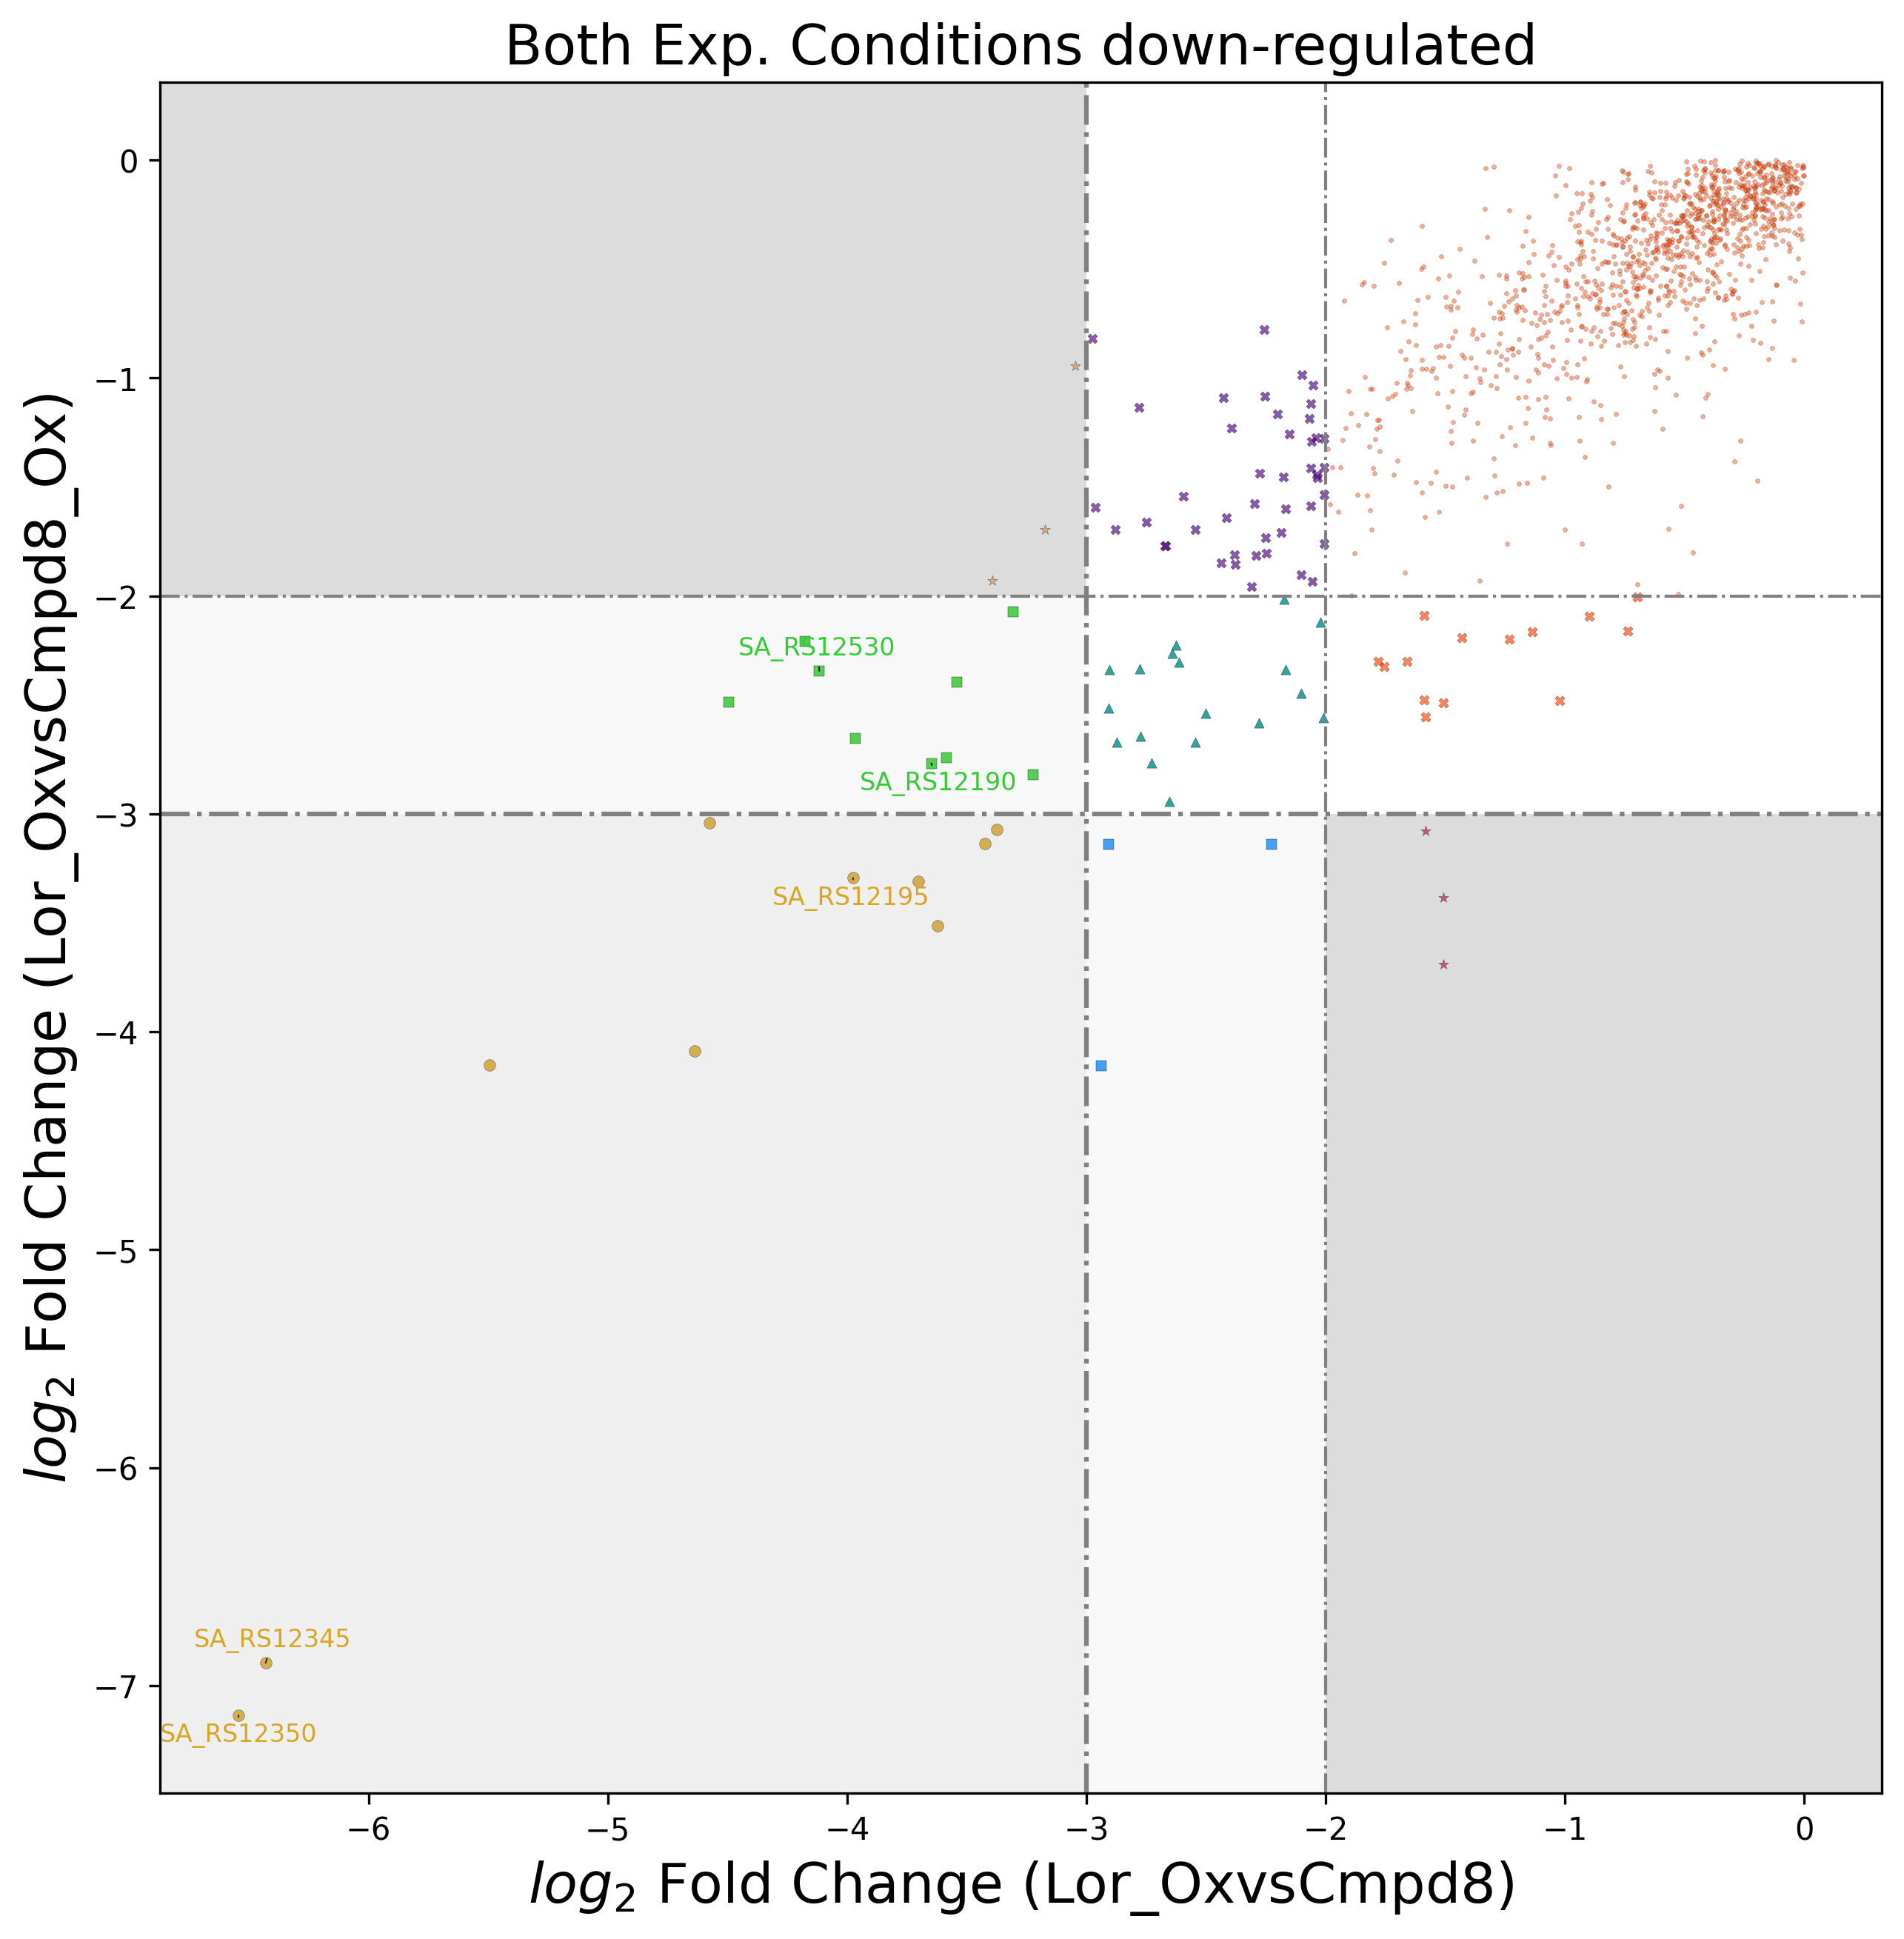 Both Exp. Conditions down-regulated
log2 Fold Change (Lor_OxvsCmpd8_Ox)
0
−1
−2
−3
−4
−5
−6
−7
SA_RS12530
SA_RS12190
SA_RS12195
SA_RS12345
SA_RS12350
−6 −5 −4 −3 −2 −1 0
log2 Fold Change (Lor_OxvsCmpd8)